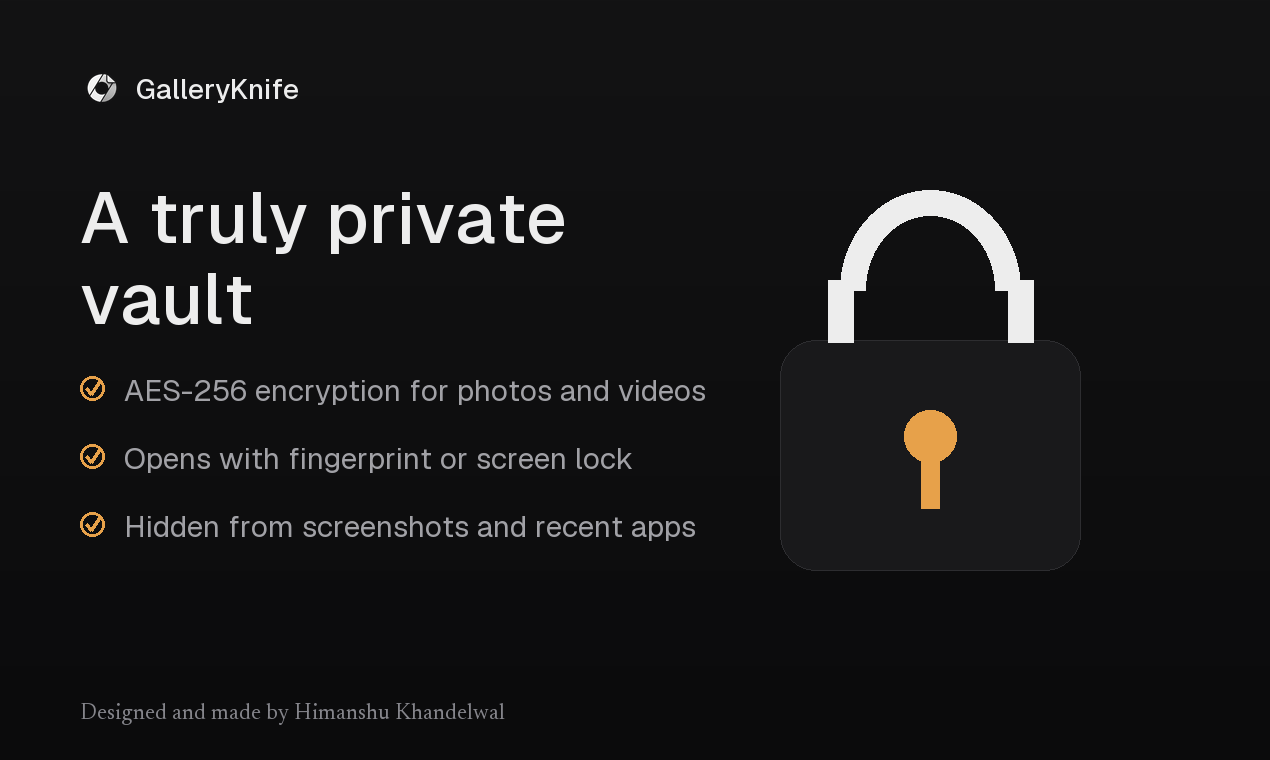 GalleryKnife
A truly private
vault
AES-256 encryption for photos and videos
Opens with fingerprint or screen lock
Hidden from screenshots and recent apps
Designed and made by Himanshu Khandelwal